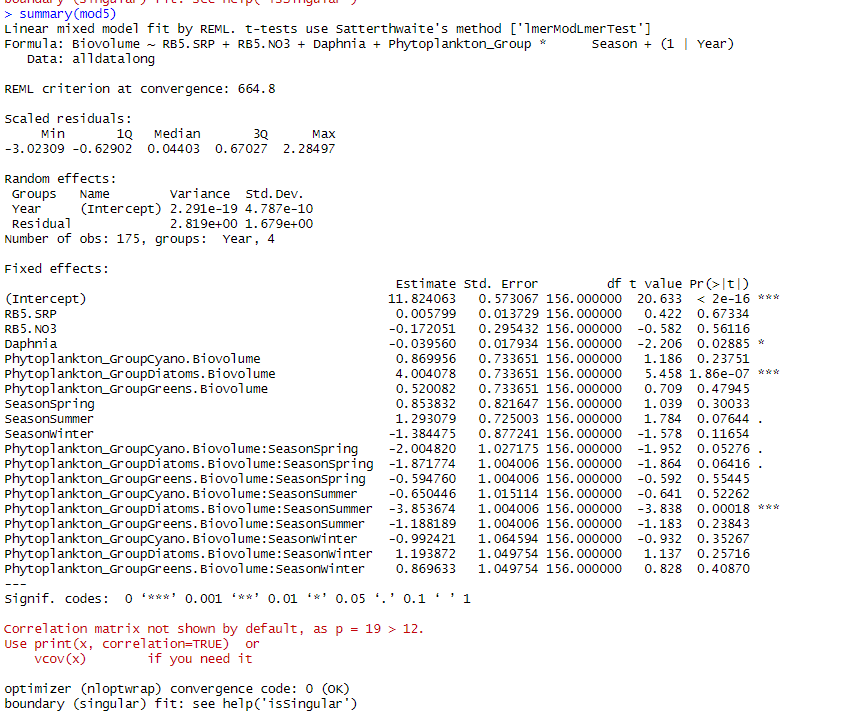 boundary (singular) fit: see help('isSingular')
> summary(mod5)
Linear mixed model fit by REML. t-tests use Satterthwaite's method ['lmerModLmerTest']
Formula: Biovolume ~ RB5.SRP + RB5.NO3 + Daphnia + Phytoplankton_Group *      Season + (1 | Year)
   Data: alldatalong

REML criterion at convergence: 664.8

Scaled residuals: 
     Min       1Q   Median       3Q      Max 
-3.02309 -0.62902  0.04403  0.67027  2.28497 

Random effects:
 Groups   Name        Variance  Std.Dev. 
 Year     (Intercept) 2.291e-19 4.787e-10
 Residual             2.819e+00 1.679e+00
Number of obs: 175, groups:  Year, 4

Fixed effects:
                                                  Estimate Std. Error         df t value Pr(>|t|)    
(Intercept)                                      11.824063   0.573067 156.000000  20.633  < 2e-16 ***
RB5.SRP                                           0.005799   0.013729 156.000000   0.422  0.67334    
RB5.NO3                                          -0.172051   0.295432 156.000000  -0.582  0.56116    
Daphnia                                          -0.039560   0.017934 156.000000  -2.206  0.02885 *  
Phytoplankton_GroupCyano.Biovolume                0.869956   0.733651 156.000000   1.186  0.23751    
Phytoplankton_GroupDiatoms.Biovolume              4.004078   0.733651 156.000000   5.458 1.86e-07 ***
Phytoplankton_GroupGreens.Biovolume               0.520082   0.733651 156.000000   0.709  0.47945    
SeasonSpring                                      0.853832   0.821647 156.000000   1.039  0.30033    
SeasonSummer                                      1.293079   0.725003 156.000000   1.784  0.07644 .  
SeasonWinter                                     -1.384475   0.877241 156.000000  -1.578  0.11654    
Phytoplankton_GroupCyano.Biovolume:SeasonSpring  -2.004820   1.027175 156.000000  -1.952  0.05276 .  
Phytoplankton_GroupDiatoms.Biovolume:SeasonSpring -1.871774   1.004006 156.000000  -1.864  0.06416 .  
Phytoplankton_GroupGreens.Biovolume:SeasonSpring -0.594760   1.004006 156.000000  -0.592  0.55445    
Phytoplankton_GroupCyano.Biovolume:SeasonSummer  -0.650446   1.015114 156.000000  -0.641  0.52262    
Phytoplankton_GroupDiatoms.Biovolume:SeasonSummer -3.853674   1.004006 156.000000  -3.838  0.00018 ***
Phytoplankton_GroupGreens.Biovolume:SeasonSummer -1.188189   1.004006 156.000000  -1.183  0.23843    
Phytoplankton_GroupCyano.Biovolume:SeasonWinter  -0.992421   1.064594 156.000000  -0.932  0.35267    
Phytoplankton_GroupDiatoms.Biovolume:SeasonWinter  1.193872   1.049754 156.000000   1.137  0.25716    
Phytoplankton_GroupGreens.Biovolume:SeasonWinter  0.869633   1.049754 156.000000   0.828  0.40870    
---
Signif. codes:  0 ‘***’ 0.001 ‘**’ 0.01 ‘*’ 0.05 ‘.’ 0.1 ‘ ’ 1

Correlation matrix not shown by default, as p = 19 > 12.
Use print(x, correlation=TRUE)  or
    vcov(x)        if you need it

optimizer (nloptwrap) convergence code: 0 (OK)
boundary (singular) fit: see help('isSingular')